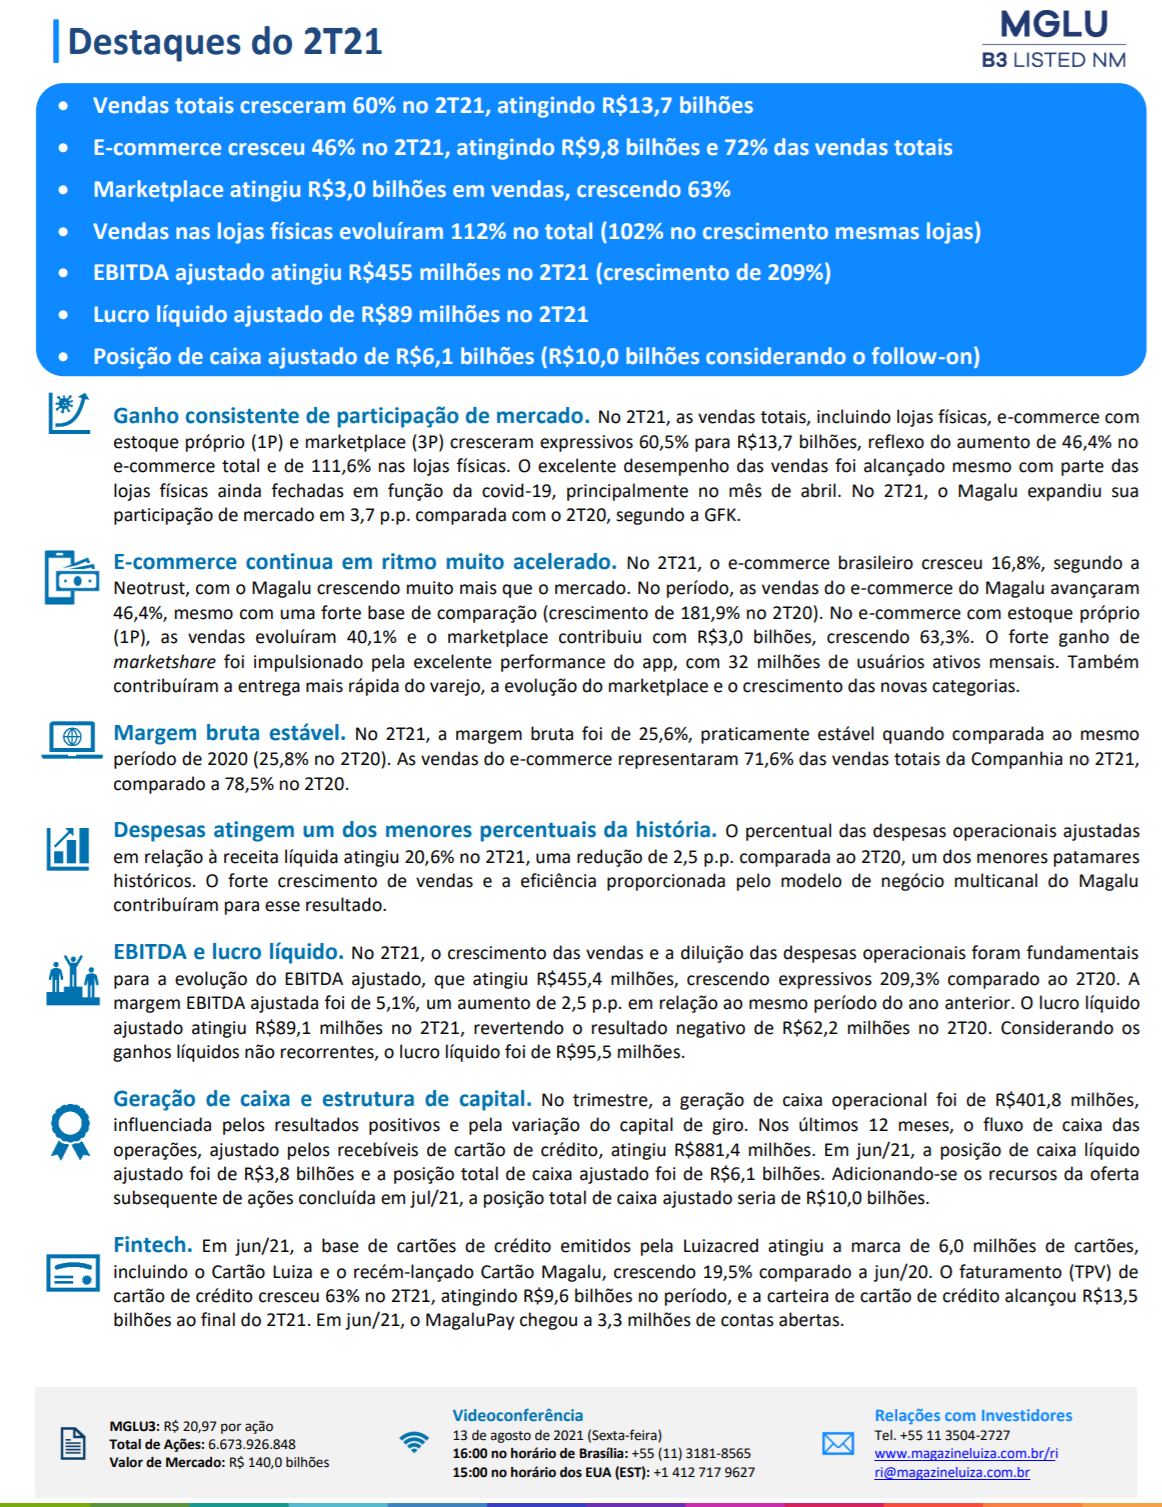 Destaques do 2T21
MGLU
B3 LISTED NM
• Vendas totais cresceram 60% no 2T21, atingindo R$13,7 bilhões
• E-commerce cresceu 46% no 2T21, atingindo R$9,8 bilhões e 72% das vendas totais
• Marketplace atingiu R$3,0 bilhões em vendas, crescendo 63%
• Vendas nas lojas físicas evoluíram 112% no total (102% no crescimento mesmas lojas)
• EBITDA ajustado atingiu R$455 milhões no 2T21 (crescimento de 209%)
• Lucro líquido ajustado de R$89 milhões no 2T21
• Posição de caixa ajustado de R$6,1 bilhões (R$10,0 bilhões considerando o follow-on)
Ganho consistente de participação de mercado. No 2T21, as vendas totais, incluindo lojas físicas, e-commerce com
estoque próprio (1P) e marketplace (3P) cresceram expressivos 60,5% para R$13,7 bilhões, reflexo do aumento de 46,4% no
e-commerce total e de 111,6% nas lojas físicas. O excelente desempenho das vendas foi alcançado mesmo com parte das
lojas físicas ainda fechadas em função da covid-19, principalmente no mês de abril. No 2T21, o Magalu expandiu sua
participação de mercado em 3,7 p.p. comparada com o 2T20, segundo a GFK.
E-commerce continua em ritmo muito acelerado. No 2T21, o e-commerce brasileiro cresceu 16,8%, segundo a
Neotrust, com o Magalu crescendo muito mais que o mercado. No período, as vendas do e-commerce do Magalu avançaram
46,4%, mesmo com uma forte base de comparação (crescimento de 181,9% no 2T20). No e-commerce com estoque próprio
(1P), as vendas evoluíram 40,1% e o marketplace contribuiu com R$3,0 bilhões, crescendo 63,3%. O forte ganho de
marketshare foi impulsionado pela excelente performance do app, com 32 milhões de usuários ativos mensais. Também
contribuíram a entrega mais rápida do varejo, a evolução do marketplace e o crescimento das novas categorias.
Margem bruta estável. No 2T21, a margem bruta foi de 25,6%, praticamente estável quando comparada ao mesmo
período de 2020 (25,8% no 2T20). As vendas do e-commerce representaram 71,6% das vendas totais da Companhia no 2T21,
comparado a 78,5% no 2T20.
Despesas atingem um dos menores percentuais da história. O percentual das despesas operacionais ajustadas
em relação à receita líquida atingiu 20,6% no 2T21, uma redução de 2,5 p.p. comparada ao 2T20, um dos menores patamares
históricos. O forte crescimento de vendas e a eficiência proporcionada pelo modelo de negócio multicanal do Magalu
contribuíram para esse resultado.
EBITDA e lucro líquido. No 2T21, o crescimento das vendas e a diluição das despesas operacionais foram fundamentais
para a evolução do EBITDA ajustado, que atingiu R$455,4 milhões, crescendo expressivos 209,3% comparado ao 2T20. A
margem EBITDA ajustada foi de 5,1%, um aumento de 2,5 p.p. em relação ao mesmo período do ano anterior. O lucro líquido
ajustado atingiu R$89,1 milhões no 2T21, revertendo o resultado negativo de R$62,2 milhões no 2T20. Considerando os
ganhos líquidos não recorrentes, o lucro líquido foi de R$95,5 milhões.
Geração de caixa e estrutura de capital. No trimestre, a geração de caixa operacional foi de R$401,8 milhões,
influenciada pelos resultados positivos e pela variação do capital de giro. Nos últimos 12 meses, o fluxo de caixa das
operações, ajustado pelos recebíveis de cartão de crédito, atingiu R$881,4 milhões. Em jun/21, a posição de caixa líquido
ajustado foi de R$3,8 bilhões e a posição total de caixa ajustado foi de R$6,1 bilhões. Adicionando-se os recursos da oferta
subsequente de ações concluída em jul/21, a posição total de caixa ajustado seria de R$10,0 bilhões.
Fintech. Em jun/21, a base de cartões de crédito emitidos pela Luizacred atingiu a marca de 6,0 milhões de cartões,
incluindo o Cartão Luiza e o recém-lançado Cartão Magalu, crescendo 19,5% comparado a jun/20. O faturamento (TPV) de
cartão de crédito cresceu 63% no 2T21, atingindo R$9,6 bilhões no período, e a carteira de cartão de crédito alcançou R$13,5
bilhões ao final do 2T21. Em jun/21, o MagaluPay chegou a 3,3 milhões de contas abertas.
MGLU3: R$ 20,97 por ação
Total de Ações: 6.673.926.848
Valor de Mercado: R$ 140,0 bilhões
Videoconferência
13 de agosto de 2021 (Sexta-feira)
16:00 no horário de Brasília: +55 (11) 3181-8565
15:00 no horário dos EUA (EST): +1 412 717 9627
Relações com Investidores
Tel. +55 11 3504-2727
www.magazineluiza.com.br/ri
ri@magazineluiza.com.br